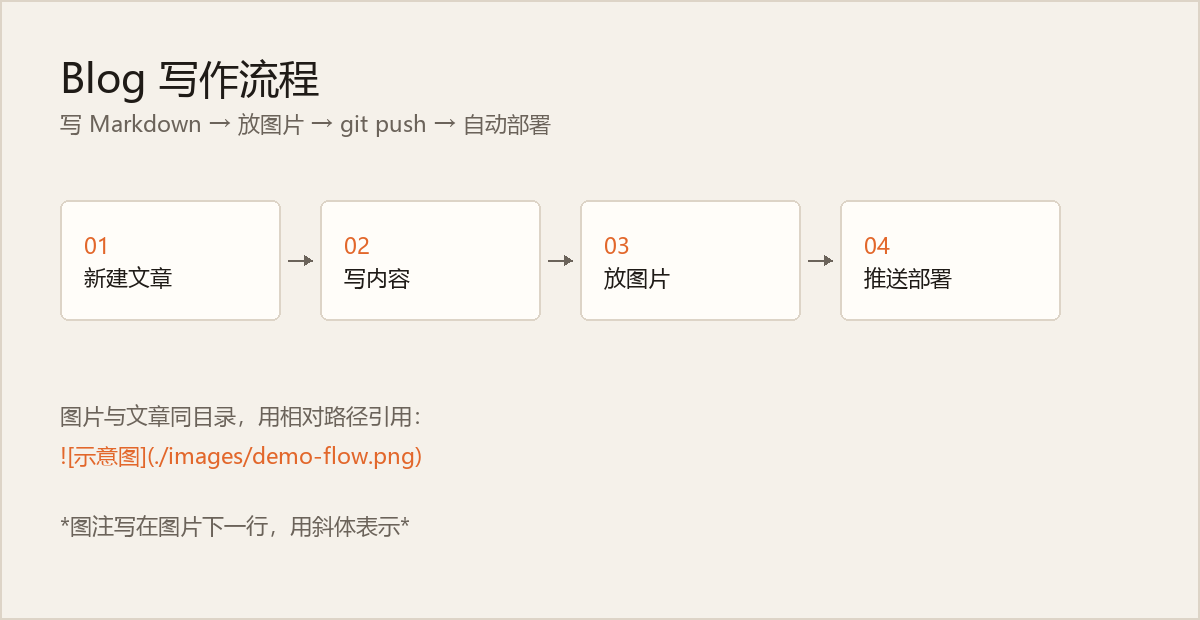 Blog 写作流程
写 Markdown → 放图片 → git push → 自动部署
01
新建文章
02
写内容
03
放图片
04
推送部署
图片与文章同目录，用相对路径引用：
![示意图](./images/demo-flow.png)
*图注写在图片下一行，用斜体表示*